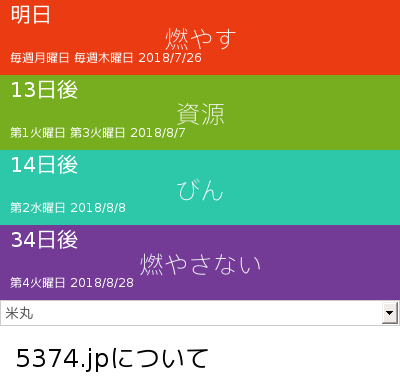 明日
燃やす
毎週月曜日 毎週木曜日 2018/7/26
13日後
資源
第1火曜日 第3火曜日 2018/8/7
14日後
びん
第2水曜日 2018/8/8
34日後
燃やさない
第4火曜日 2018/8/28
米丸
5374.jpについて